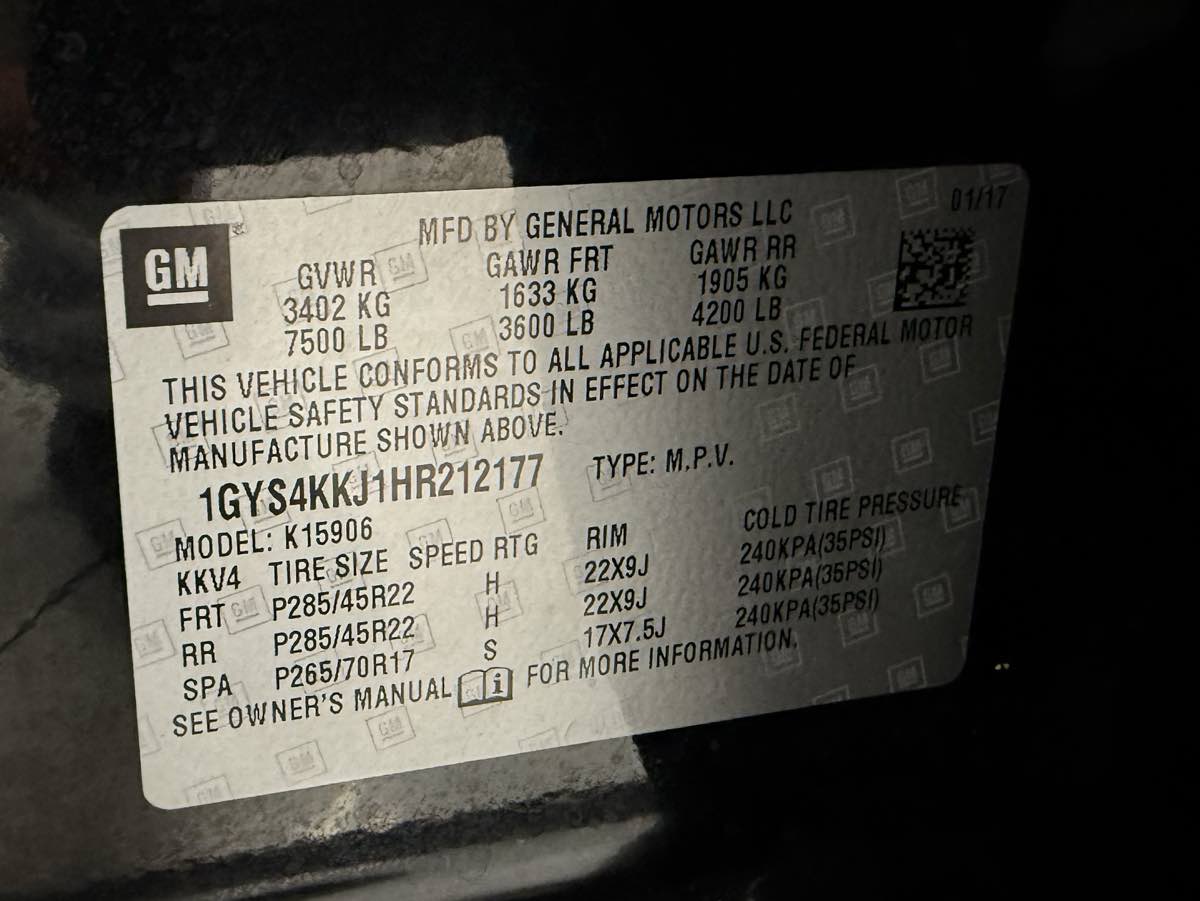 01/17
MFD BY GENERAL MOTORS LLC
GM
GVWR GAWR FRT GAWR RR
3402 KG 1633 KG 1905 KG
7500 LB 3600 LB 4200 LB
THIS VEHICLE CONFORMS TO ALL APPLICABLE U.S. FEDERAL MOTOR
VEHICLE SAFETY STANDARDS IN EFFECT ON THE DATE OF
MANUFACTURE SHOWN ABOVE.
1GYS4KKJ1HR212177 TYPE: M.P.V.
MODEL: K15906
KKV4 TIRE SIZE SPEED RTG RIM COLD TIRE PRESSURE
FRT P285/45R22 H 22X9J 240KPA(35PSI)
RR P285/45R22 H 22X9J 240KPA(35PSI)
SPA P265/70R17 S 17X7.5J 240KPA(35PSI)
SEE OWNER'S MANUAL i FOR MORE INFORMATION.